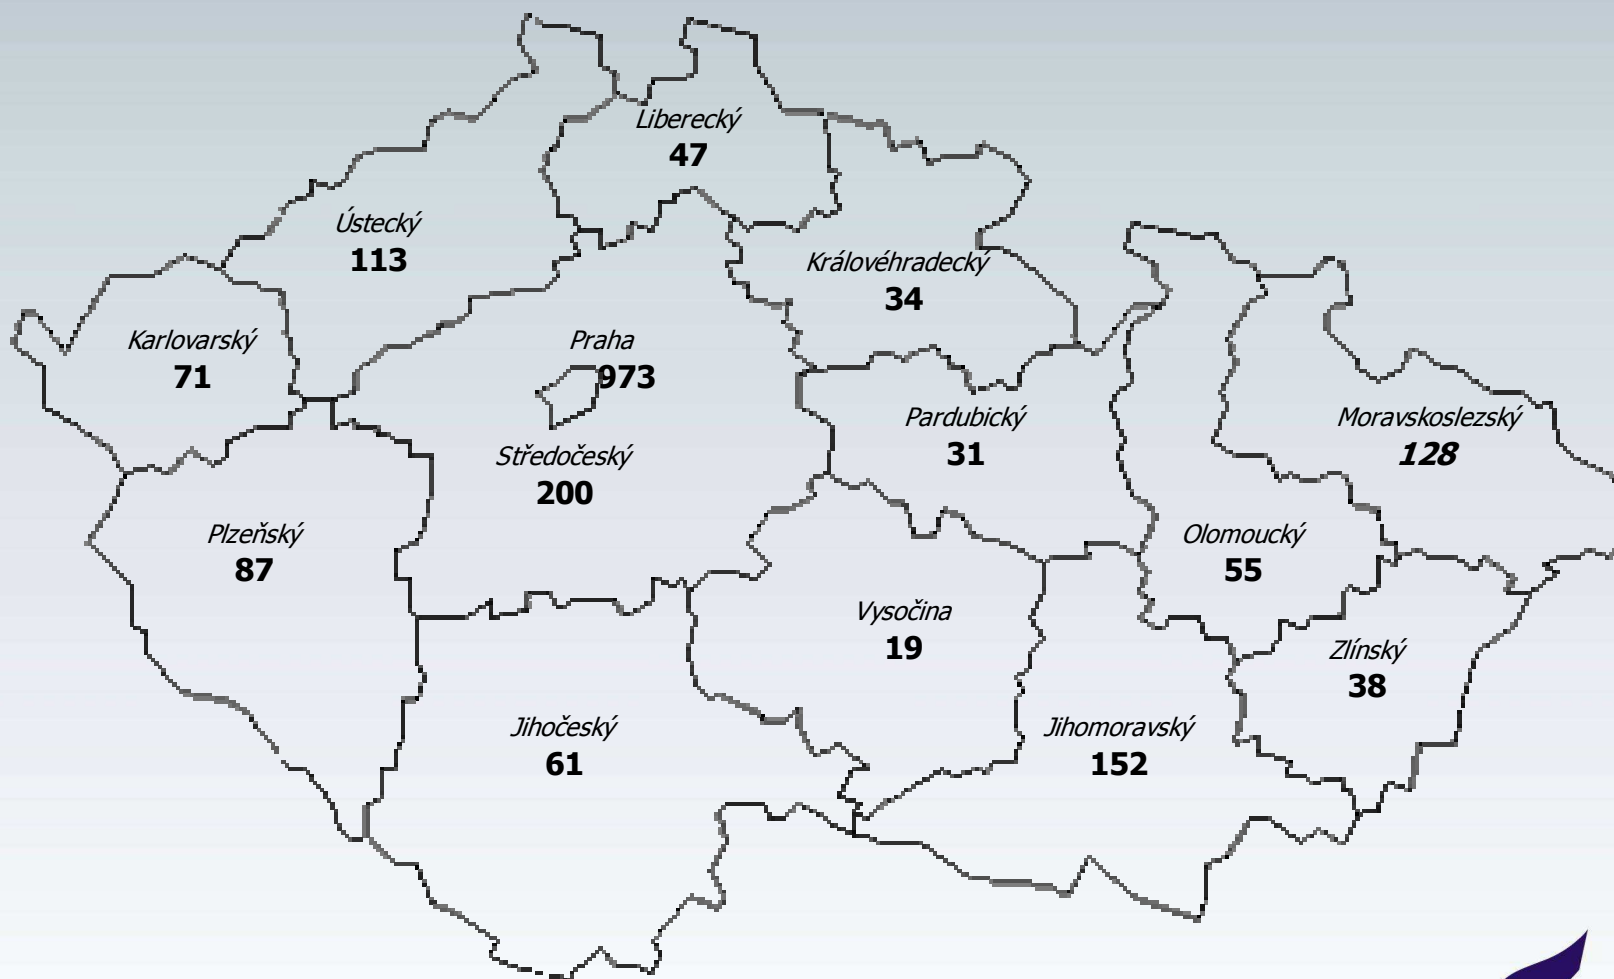 Liberecký
47
Ústecký
113
Královéhradecký
34
Karlovarský
71
Praha
973
Pardubický
31
Moravskoslezský
128
Středočeský
200
Plzeňský
87
Olomoucký
55
Vysočina
19
Zlínský
38
Jihočeský
61
Jihomoravský
152